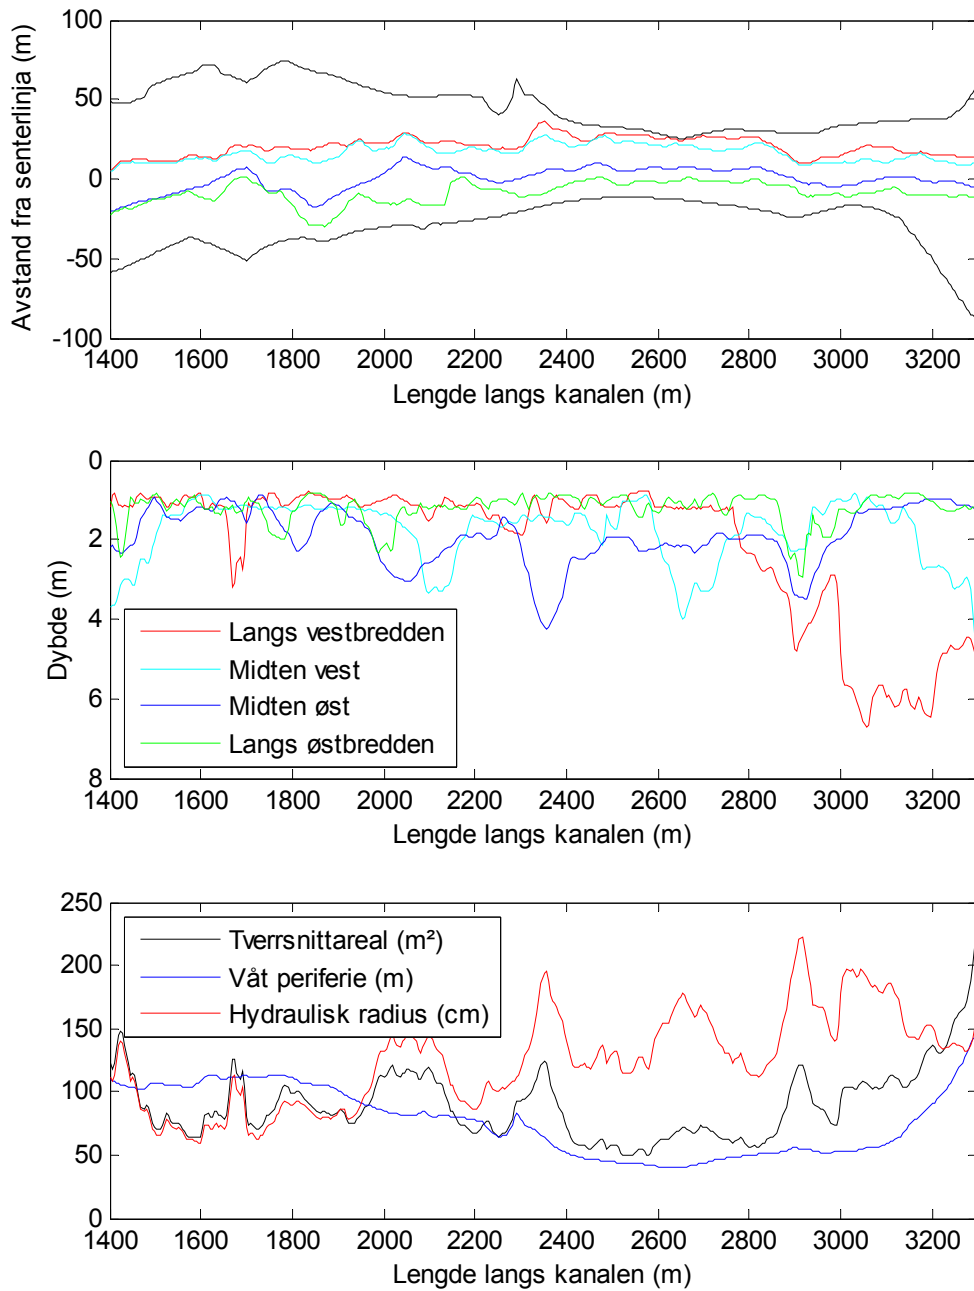 Avstand fra senterlinja (m)
100
50
0
-50
-100
1400 1600 1800 2000 2200 2400 2600 2800 3000 3200
Lengde langs kanalen (m)
Dybde (m)
0
2
4
6
8
Langs vestbredden
Midten vest
Midten øst
Langs østbredden
1400 1600 1800 2000 2200 2400 2600 2800 3000 3200
Lengde langs kanalen (m)
250
200
150
100
50
0
Tverrsnittareal (m²)
Våt periferie (m)
Hydraulisk radius (cm)
1400 1600 1800 2000 2200 2400 2600 2800 3000 3200
Lengde langs kanalen (m)